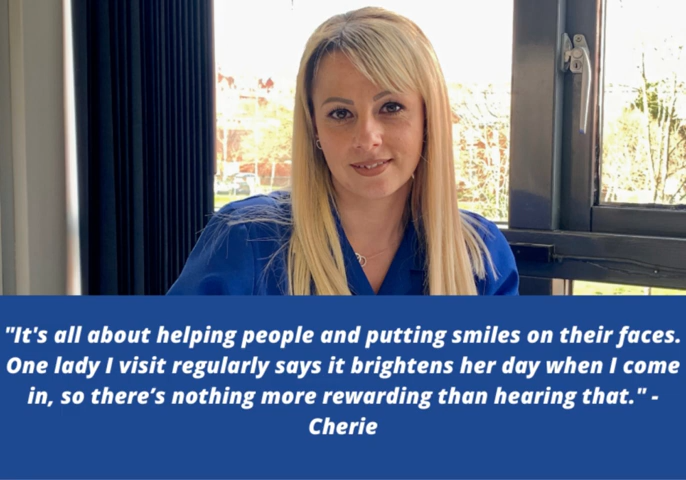 "It's all about helping people and putting smiles on their faces.
One lady I visit regularly says it brightens her day when I come
in, so there’s nothing more rewarding than hearing that." -
Cherie